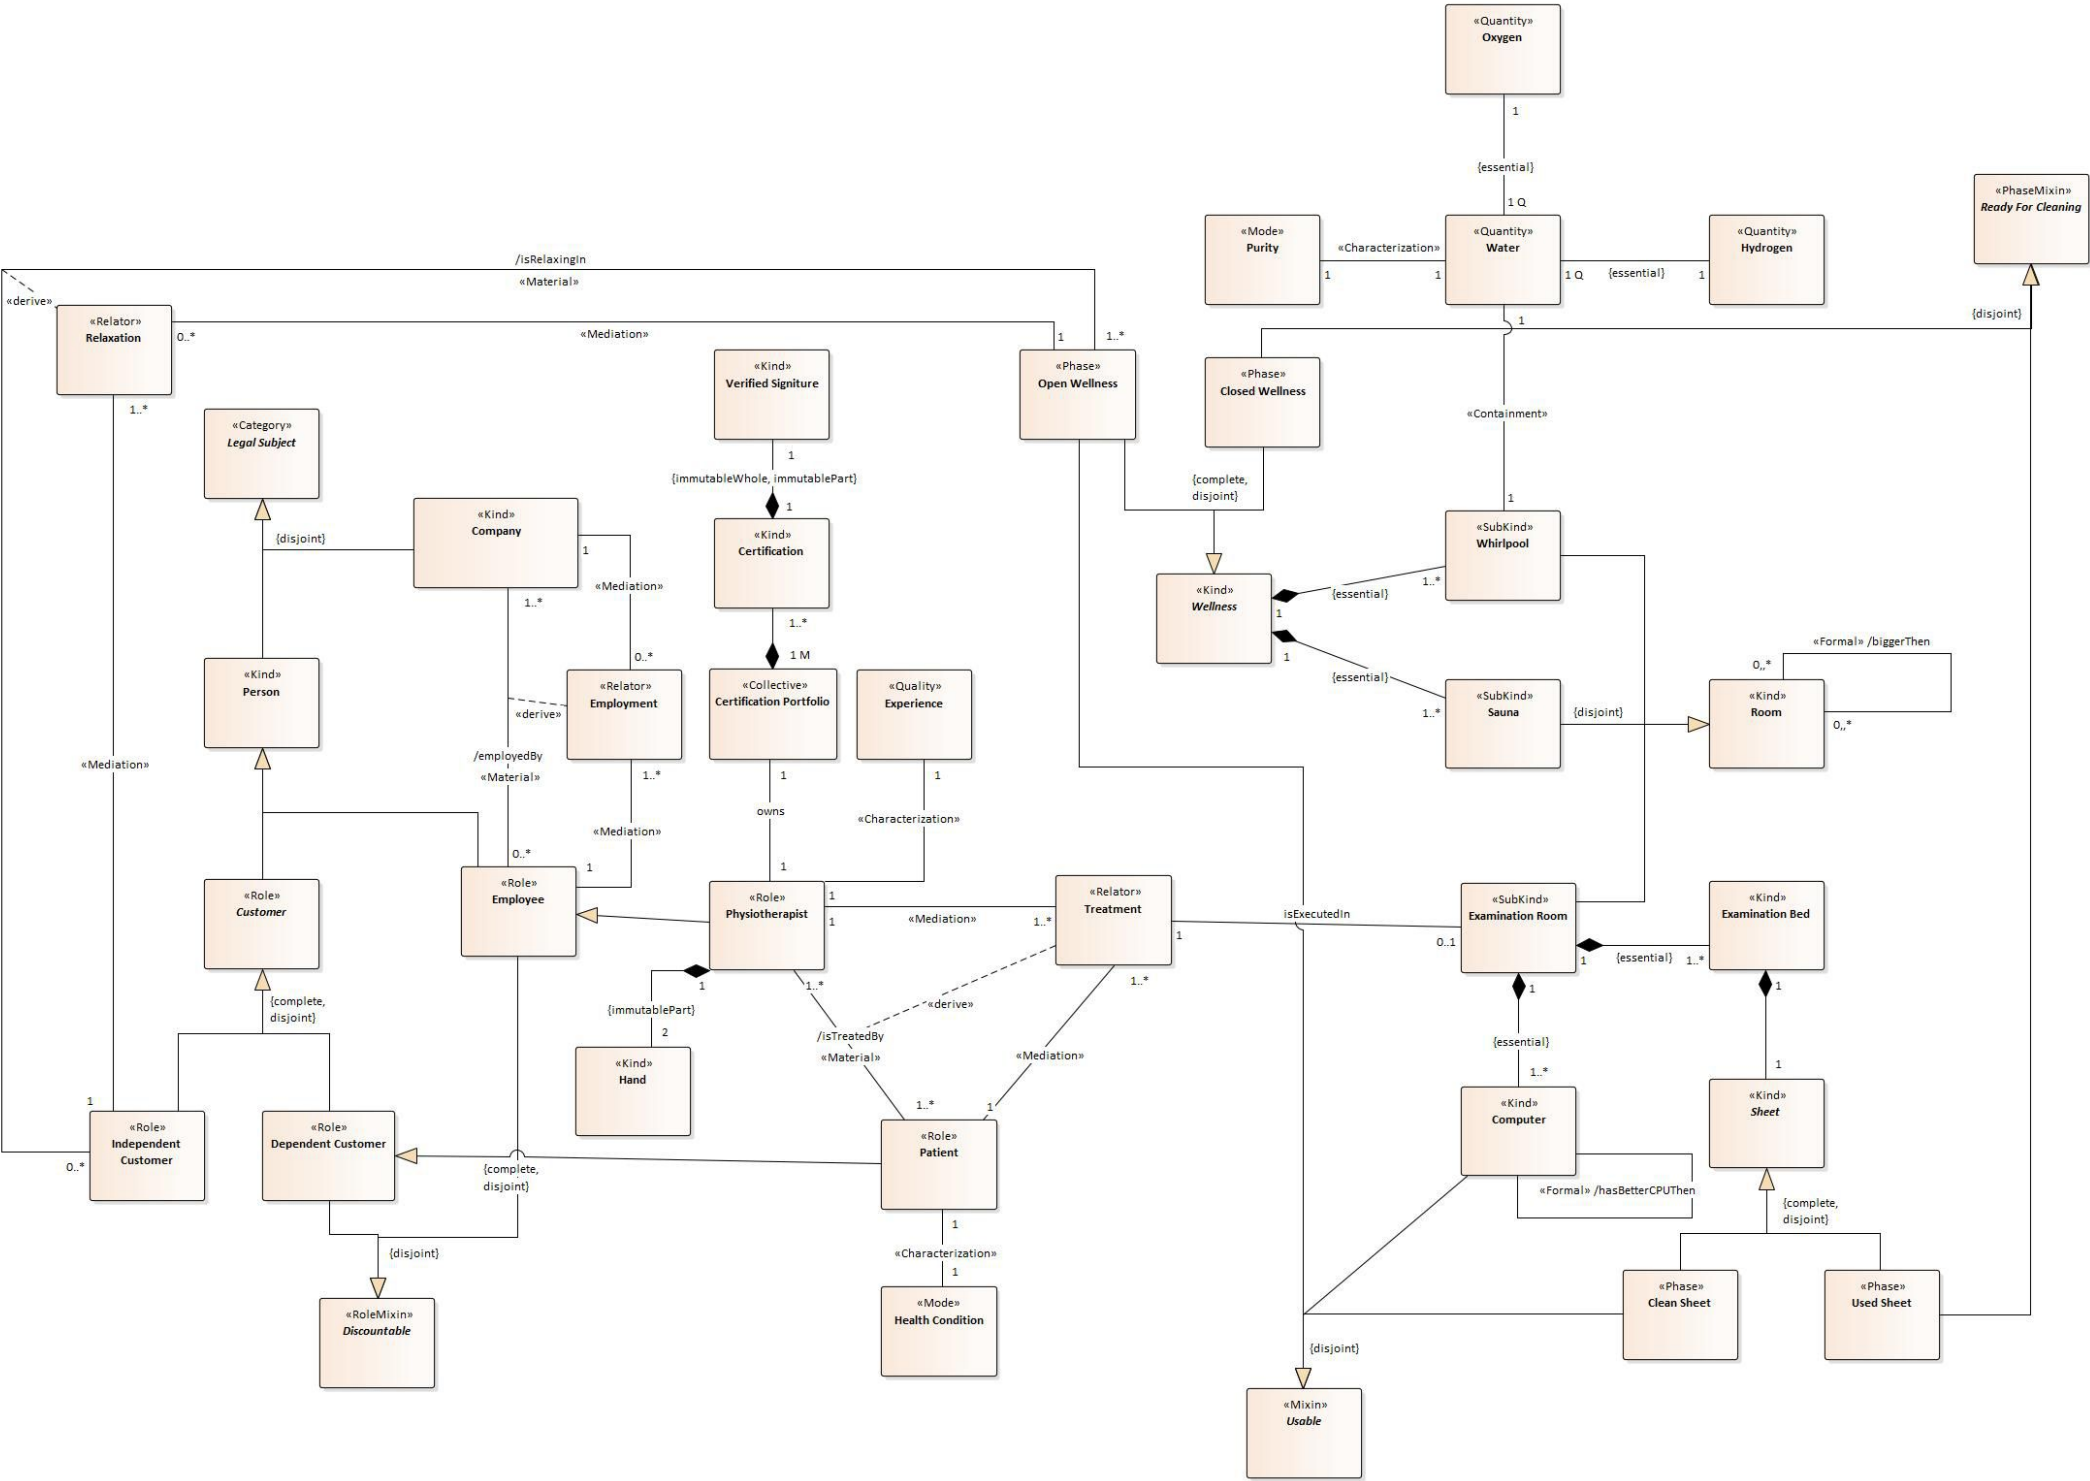 «Quantity»
Oxygen
1
{essential}
1 Q
«PhaseMixin»
Ready For Cleaning
{disjoint}
«Mode»
Purity
1
«Characterization»
1
«Quantity»
Water
1 Q
{essential}
1
«Quantity»
Hydrogen
1
«Containment»
1
/isRelaxingIn
«Material»
«derive»
«Relator»
Relaxation
0..*
«Mediation»
1
1..*
1..*
«Mediation»
1
0..*
«Phase»
Open Wellness
«Phase»
Closed Wellness
{complete,
disjoint}
«Kind»
Wellness
1
{essential}
1..*
1
{essential}
1..*
«SubKind»
Whirlpool
«SubKind»
Sauna
{disjoint}
«Kind»
Room
«Formal» /biggerThen
0,,*
0,,*
«Category»
Legal Subject
{disjoint}
«Kind»
Company
1
«Mediation»
0..*
1..*
«derive»
/employedBy
«Material»
0..*
«Relator»
Employment
1..*
«Mediation»
1
«Kind»
Verified Signiture
1
{immutableWhole, immutablePart}
1
«Kind»
Certification
1..*
1 M
«Collective»
Certification Portfolio
1
owns
1
«Quality»
Experience
1
«Characterization»
1
«Kind»
Person
«Role»
Customer
{complete,
disjoint}
«Role»
Employee
«Role»
Physiotherapist
1
«Mediation»
1..*
«Relator»
Treatment
1
isExecutedIn
0..1
«SubKind»
Examination Room
1
{essential}
1..*
«Kind»
Examination Bed
1
1
1
{essential}
1..*
1
{immutablePart}
2
«Kind»
Hand
1..*
/isTreatedBy
«Material»
1..*
«derive»
1..*
«Mediation»
1
«Role»
Independent
Customer
«Role»
Dependent Customer
{complete,
disjoint}
{disjoint}
«RoleMixin»
Discountable
«Role»
Patient
1
«Characterization»
1
«Mode»
Health Condition
«Kind»
Computer
«Formal» /hasBetterCPUThen
«Kind»
Sheet
{complete,
disjoint}
«Phase»
Clean Sheet
«Phase»
Used Sheet
{disjoint}
«Mixin»
Usable